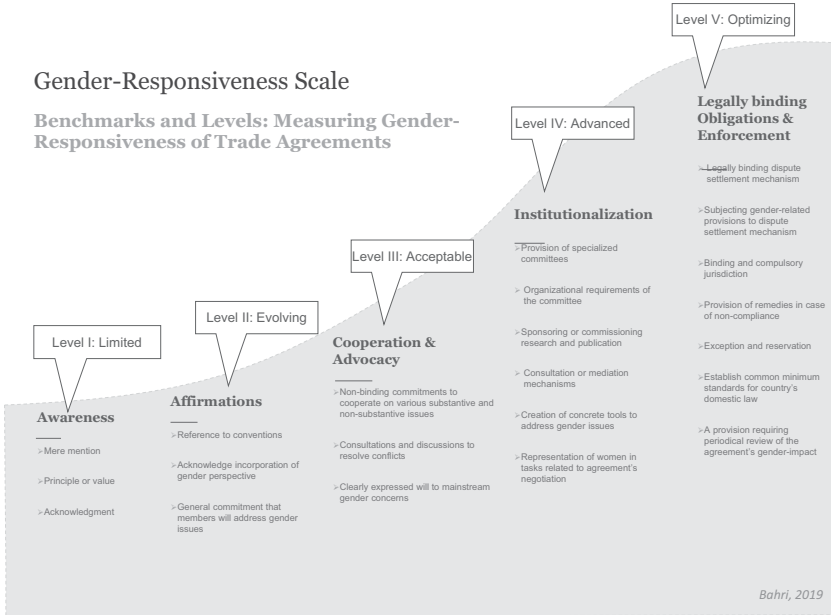 Gender-Responsiveness Scale
Benchmarks and Levels: Measuring Gender-
Responsiveness of Trade Agreements
Level I: Limited
Awareness
➢Mere mention
➢Principle or value
➢Acknowledgment
Level II: Evolving
Affirmations
➢Reference to conventions
➢Acknowledge incorporation of
gender perspective
➢General commitment that
members will address gender
issues
Level III: Acceptable
Cooperation &
Advocacy
➢Non-binding commitments to
cooperate on various substantive and
non-substantive issues
➢Consultations and discussions to
resolve conflicts
➢Clearly expressed will to mainstream
gender concerns
Level IV: Advanced
Institutionalization
➢Provision of specialized
committees
➢ Organizational requirements of
the committee
➢Sponsoring or commissioning
research and publication
➢ Consultation or mediation
mechanisms
➢Creation of concrete tools to
address gender issues
➢Representation of women in
tasks related to agreement's
negotiation
Level V: Optimizing
Legally binding
Obligations &
Enforcement
➢ Legally binding dispute
settlement mechanism
➢Subjecting gender-related
provisions to dispute
settlement mechanism
➢Binding and compulsory
jurisdiction
➢Provision of remedies in case
of non-compliance
➢Exception and reservation
➢Establish common minimum
standards for country's
domestic law
➢A provision requiring
periodical review of the
agreement's gender-impact
Bahri, 2019